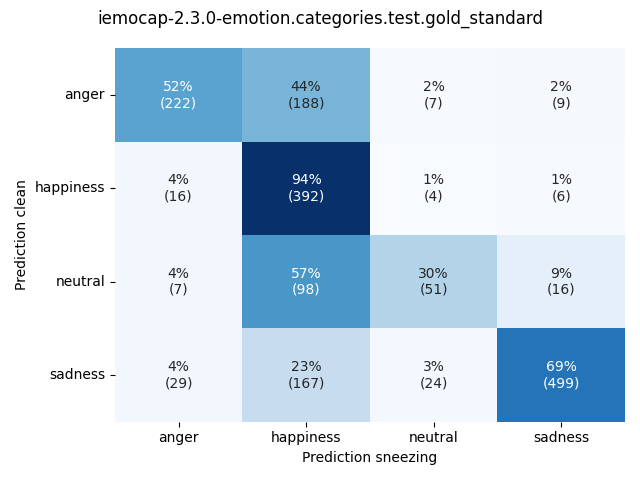 iemocap-2.3.0-emotion.categories.test.gold_standard
anger
52%
(222)
44%
(188)
2%
(7)
2%
(9)
happiness
4%
(16)
94%
(392)
1%
(4)
1%
(6)
neutral
4%
(7)
57%
(98)
30%
(51)
9%
(16)
sadness
4%
(29)
23%
(167)
3%
(24)
69%
(499)
Prediction clean
anger
happiness
neutral
sadness
Prediction sneezing